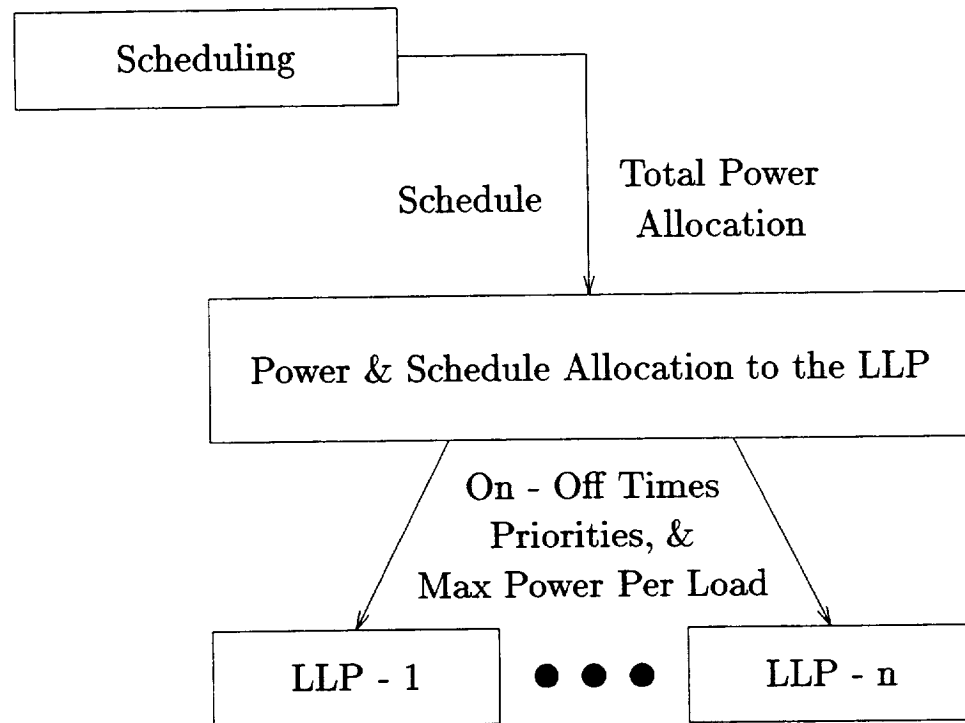 Scheduling
Schedule
Total Power
Allocation
Power & Schedule Allocation to the LLP
On - Off Times
Priorities, &
Max Power Per Load
LLP - 1
LLP - n